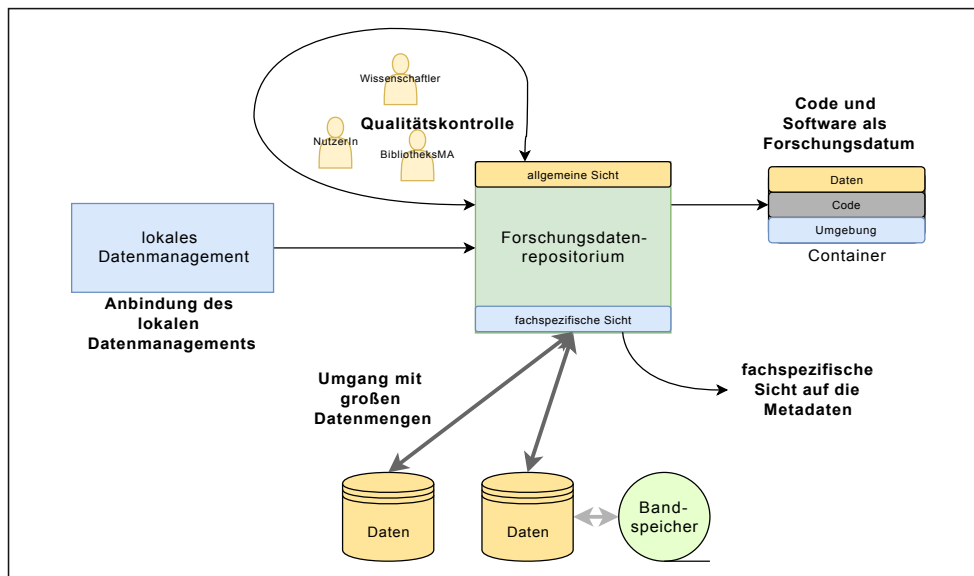 Wissenschaftler
Qualitätskontrolle
NutzerIn
BibliotheksMA
Code und
Software als
Forschungsdatum
allgemeine Sicht
Daten
Code
Umgebung
Container
lokales
Datenmanagement
Forschungsdaten-
repositorium
Anbindung des
lokalen
Datenmanagements
fachspezifische Sicht
Umgang mit
großen
Datenmengen
fachspezifische
Sicht auf die
Metadaten
Daten
Daten
Band-
speicher